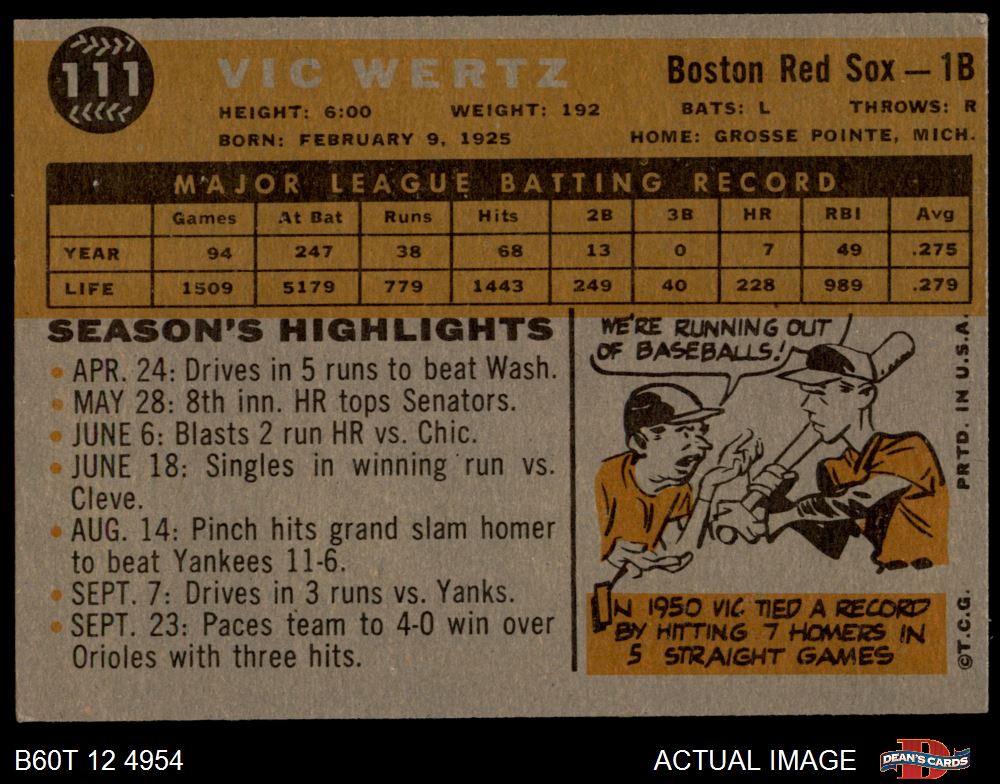 111
VIC WERTZ
Boston Red Sox — 1B
HEIGHT: 6:00 WEIGHT: 192 BATS: L THROWS: R
BORN: FEBRUARY 9, 1925 HOME: GROSSE POINTE, MICH.
MAJOR LEAGUE BATTING RECORD
Games At Bat Runs Hits 2B 3B HR RBI Avg
YEAR 94 247 38 68 13 0 7 49 .275
LIFE 1509 5179 779 1443 249 40 228 989 .279
SEASON'S HIGHLIGHTS
• APR. 24: Drives in 5 runs to beat Wash.
• MAY 28: 8th inn. HR tops Senators.
• JUNE 6: Blasts 2 run HR vs. Chic.
• JUNE 18: Singles in winning run vs.
Cleve.
• AUG. 14: Pinch hits grand slam homer
to beat Yankees 11-6.
• SEPT. 7: Drives in 3 runs vs. Yanks.
• SEPT. 23: Paces team to 4-0 win over
Orioles with three hits.
WE'RE RUNNING OUT
OF BASEBALLS!
IN 1950 VIC TIED A RECORD
BY HITTING 7 HOMERS IN
5 STRAIGHT GAMES
©T.C.G. PRTD. IN U.S.A.
B60T 12 4954 ACTUAL IMAGE
DEAN'S CARDS